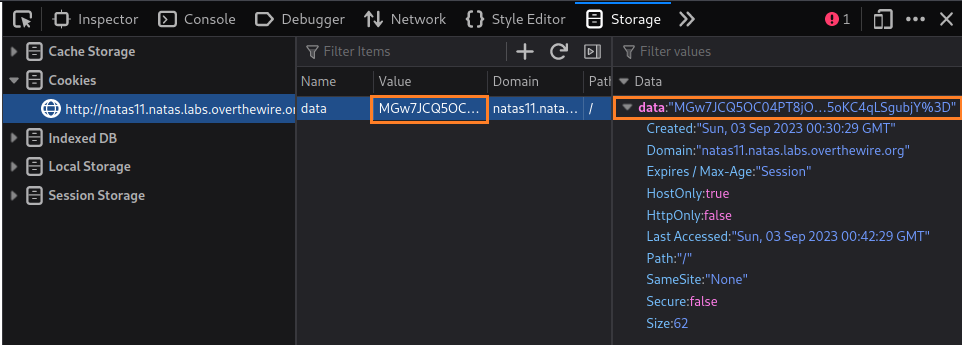 Inspector Console Debugger Network Style Editor Storage 1
Cache Storage
Cookies
http://natas11.natas.labs.overthewire.or
Indexed DB
Local Storage
Session Storage
Filter Items
Name Value Domain Patl
data MGw7JCQ5OC... natas11.nata... /
Filter values
Data
data:"MGw7JCQ5OC04PT8jO...5oKC4qLSgubjY%3D"
Created:"Sun, 03 Sep 2023 00:30:29 GMT"
Domain:"natas11.natas.labs.overthewire.org"
Expires / Max-Age:"Session"
HostOnly:true
HttpOnly:false
Last Accessed:"Sun, 03 Sep 2023 00:42:29 GMT"
Path:"/"
SameSite:"None"
Secure:false
Size:62